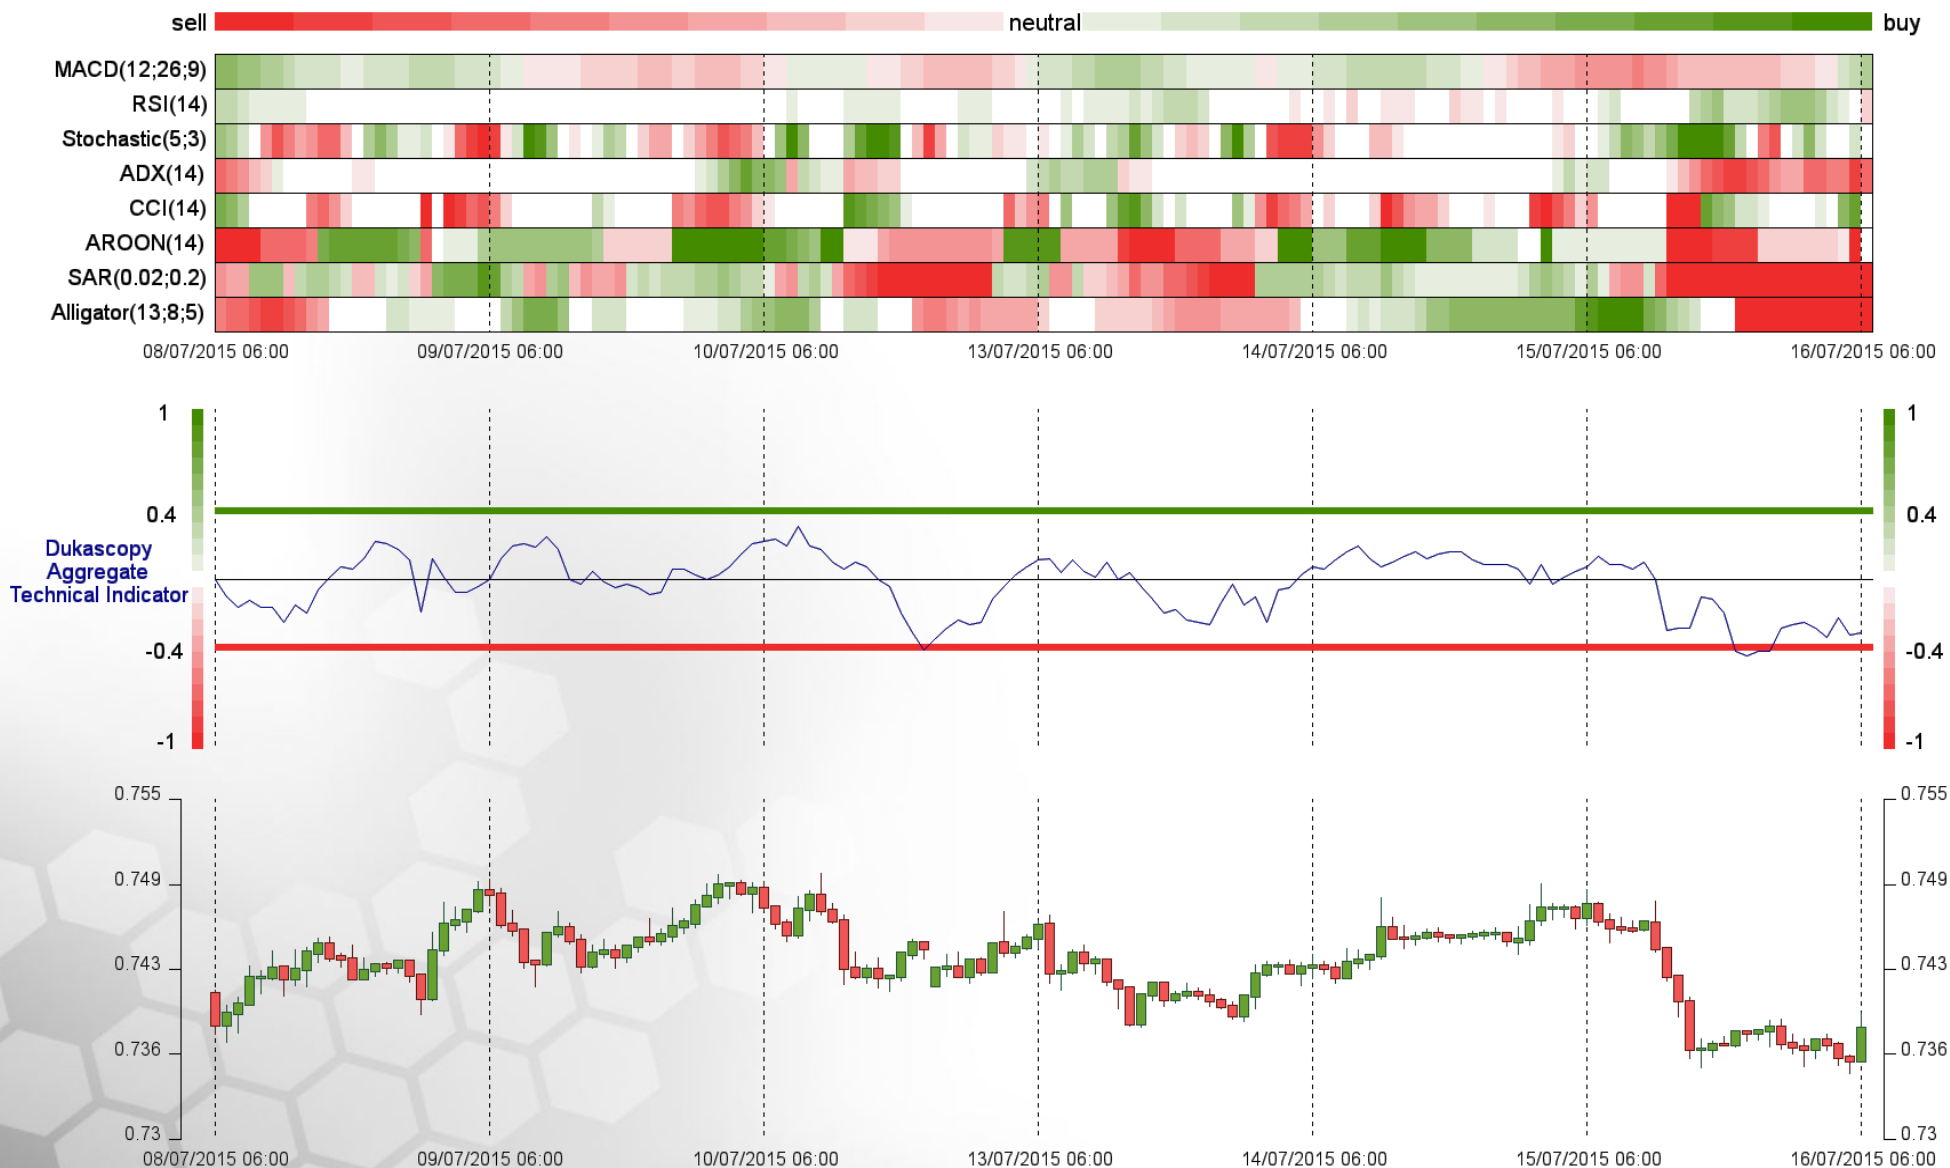 sell neutral buy
MACD(12;26;9)
RSI(14)
Stochastic(5;3)
ADX(14)
CCI(14)
AROON(14)
SAR(0.02;0.2)
Alligator(13;8;5)
08/07/2015 06:00 09/07/2015 06:00 10/07/2015 06:00 13/07/2015 06:00 14/07/2015 06:00 15/07/2015 06:00 16/07/2015 06:00
1 1
0.4 0.4
Dukascopy
Aggregate
Technical Indicator
-0.4 -0.4
-1 -1
0.755 0.755
0.749 0.749
0.743 0.743
0.736 0.736
0.73 0.73
08/07/2015 06:00 09/07/2015 06:00 10/07/2015 06:00 13/07/2015 06:00 14/07/2015 06:00 15/07/2015 06:00 16/07/2015 06:00